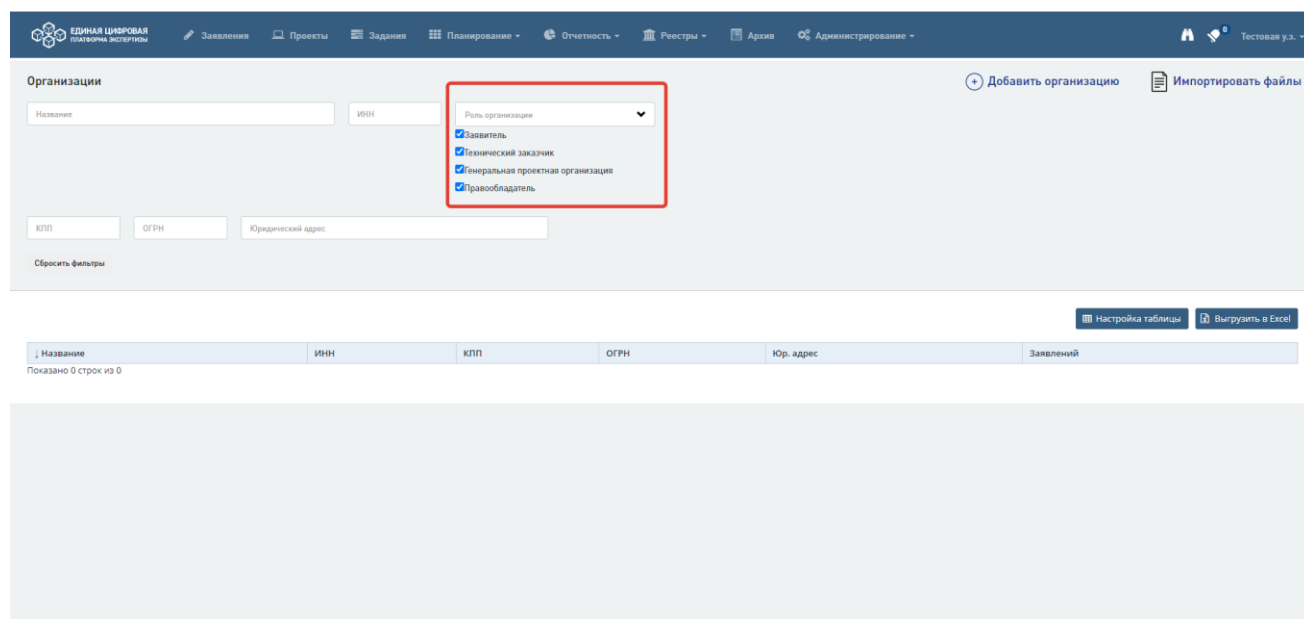 ЕДИНАЯ ЦИФРОВАЯ
ПЛАТФОРМА ЭКСПЕРТИЗЫ
Заявления Проекты Задания Планирование Отчетность Реестры Архив Администрирование 0 Тестовая у.з.
Организации Добавить организацию Импортировать файлы
Название ИНН Роль организации
Заявитель
Технический заказчик
Генеральная проектная организация
Правообладатель
КПП ОГРН Юридический адрес
Сбросить фильтры
Настройка таблицы Выгрузить в Excel
↓ Название ИНН КПП ОГРН Юр. адрес Заявлений
Показано 0 строк из 0